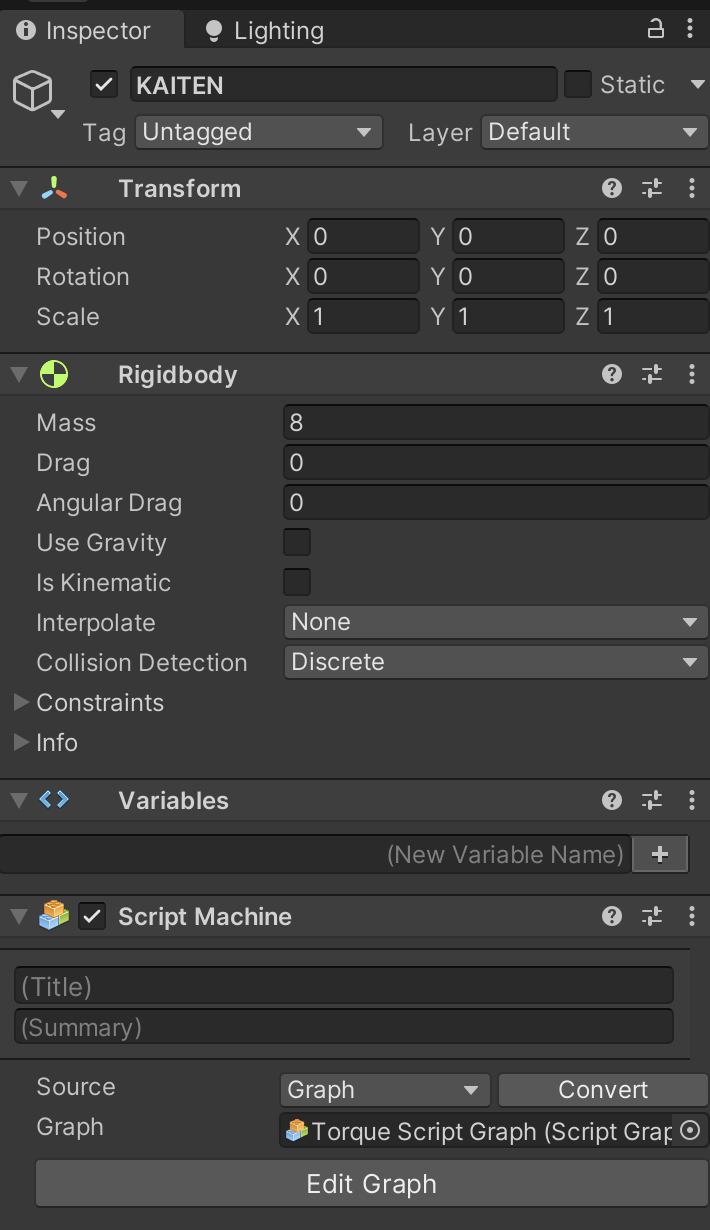 Inspector Lighting
KAITEN Static
Tag Untagged Layer Default
Transform
Position X 0 Y 0 Z 0
Rotation X 0 Y 0 Z 0
Scale X 1 Y 1 Z 1
Rigidbody
Mass 8
Drag 0
Angular Drag 0
Use Gravity
Is Kinematic
Interpolate None
Collision Detection Discrete
Constraints
Info
Variables
(New Variable Name) +
Script Machine
(Title)
(Summary)
Source Graph Convert
Graph Torque Script Graph (Script Grap
Edit Graph